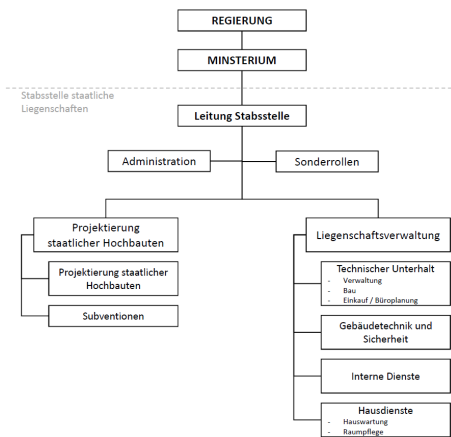 REGIERUNG
MINSTERIUM
Stabsstelle staatliche
Liegenschaften
Leitung Stabsstelle
Administration
Sonderrollen
Projektierung
staatlicher Hochbauten
Projektierung staatlicher
Hochbauten
Subventionen
Liegenschaftsverwaltung
Technischer Unterhalt
- Verwaltung
- Bau
- Einkauf / Büroplanung
Gebäudetechnik und
Sicherheit
Interne Dienste
Hausdienste
- Hauswartung
- Raumpflege